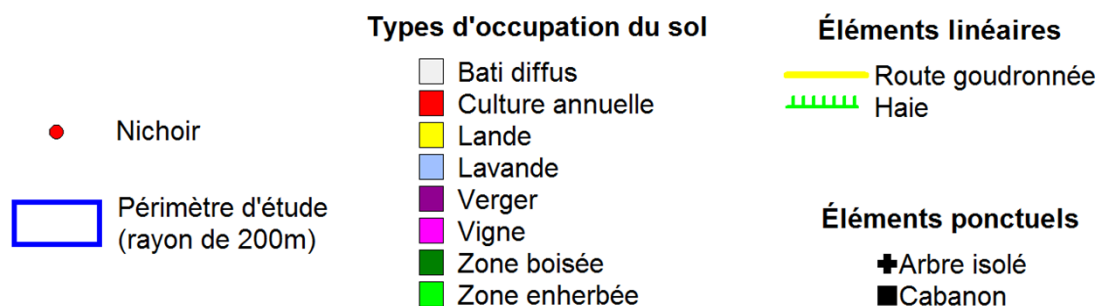 Nichoir
Périmètre d'étude
(rayon de 200m)
Types d'occupation du sol
Bati diffus
Culture annuelle
Lande
Lavande
Verger
Vigne
Zone boisée
Zone enherbée
Éléments linéaires
Route goudronnée
Haie
Éléments ponctuels
Arbre isolé
Cabanon